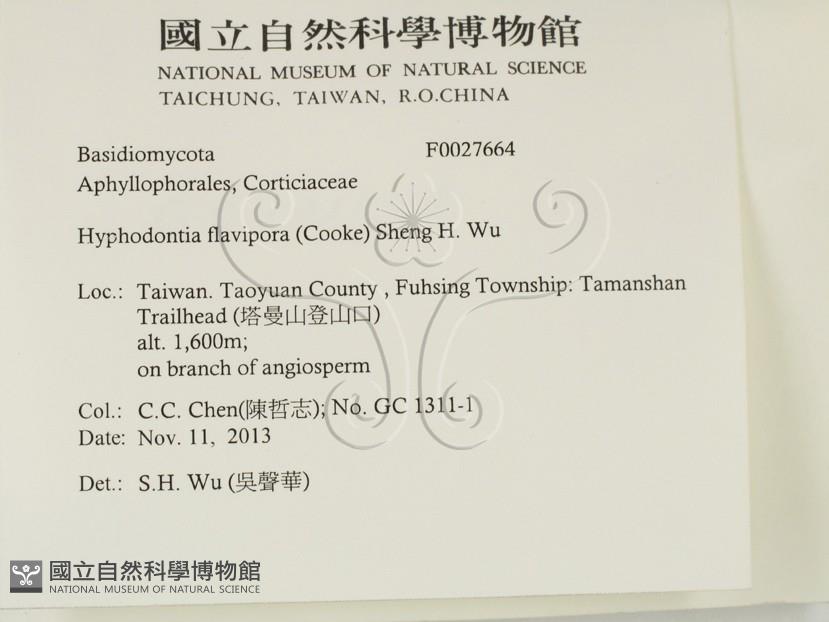 國立自然科學博物館
NATIONAL MUSEUM OF NATURAL SCIENCE
TAICHUNG, TAIWAN, R.O.CHINA
Basidiomycota F0027664
Aphyllophorales, Corticiaceae
Hyphodontia flavipora (Cooke) Sheng H. Wu
Loc.: Taiwan. Taoyuan County , Fuhsing Township: Tamanshan
Trailhead (塔曼山登山口)
alt. 1,600m;
on branch of angiosperm
Col.: C.C. Chen(陳哲志); No. GC 1311-1
Date: Nov. 11, 2013
Det.: S.H. Wu (吳聲華)
國立自然科學博物館
NATIONAL MUSEUM OF NATURAL SCIENCE